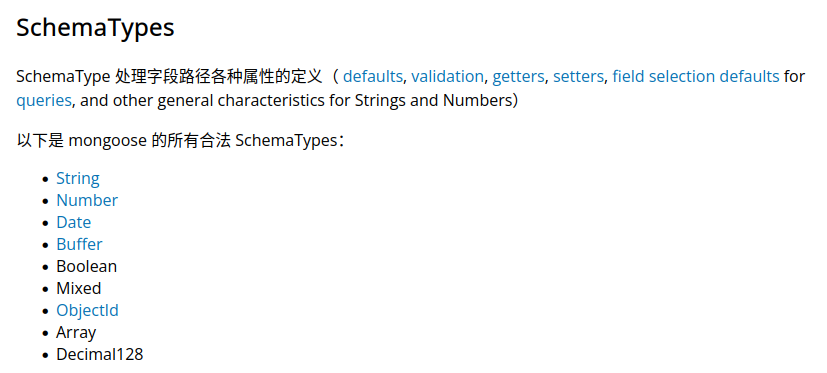 SchemaTypes
SchemaType 处理字段路径各种属性的定义（ defaults, validation, getters, setters, field selection defaults for
queries, and other general characteristics for Strings and Numbers）
以下是 mongoose 的所有合法 SchemaTypes：
• String
• Number
• Date
• Buffer
• Boolean
• Mixed
• ObjectId
• Array
• Decimal128